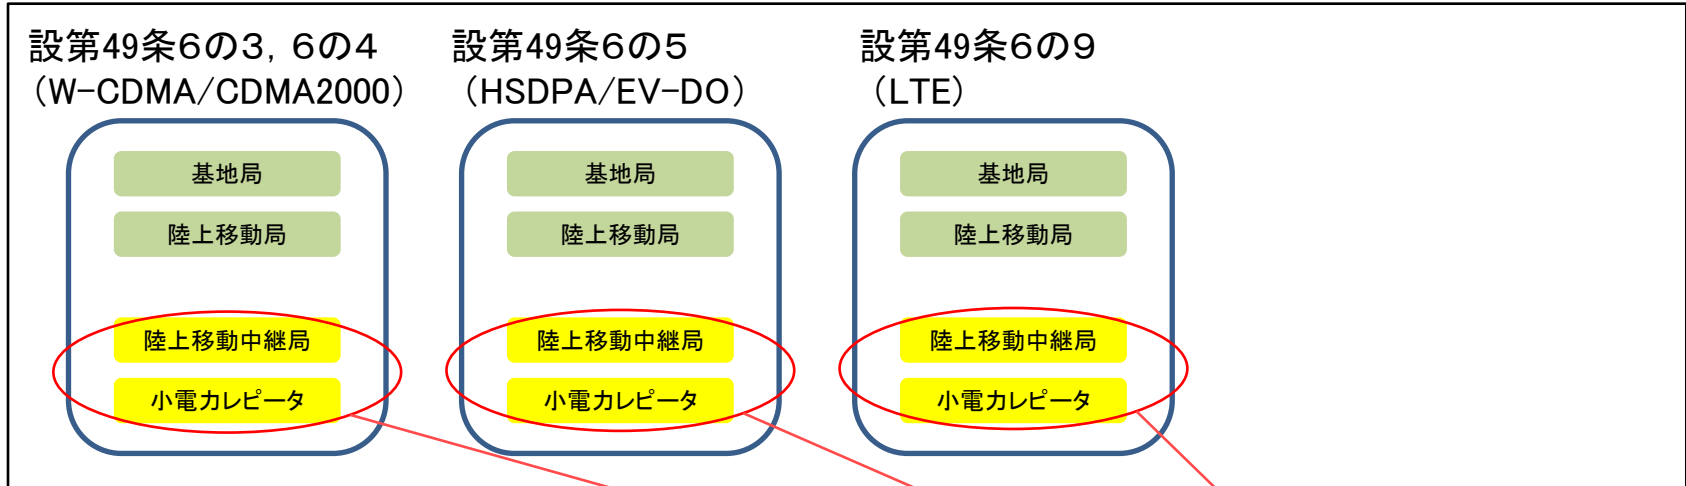 設第49条６の３，６の４
（W-CDMA/CDMA2000）
基地局
陸上移動局
陸上移動中継局
小電力レピータ
設第49条６の５
（HSDPA/EV-DO）
基地局
陸上移動局
陸上移動中継局
小電力レピータ
設第49条６の９
（LTE）
基地局
陸上移動局
陸上移動中継局
小電力レピータ